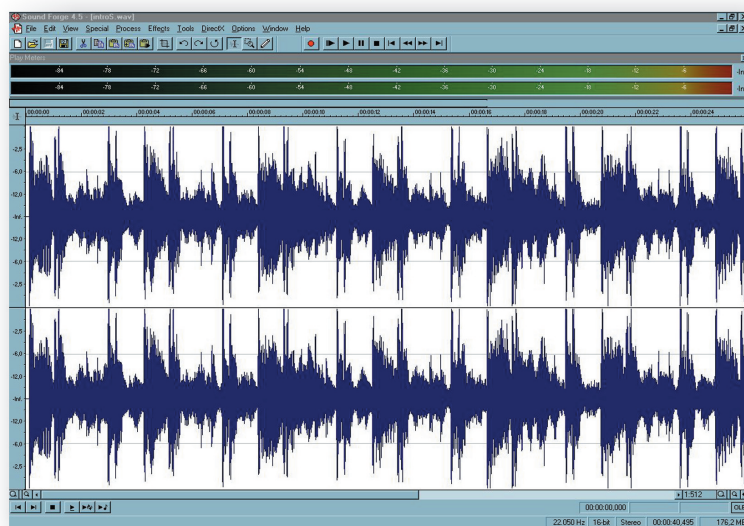 Sound Forge 4.5 - [intro5.wav]
File Edit View Special Process Effects Tools DirectX Options Window Help
Play Meters
-84 -78 -72 -66 -60 -54 -48 -42 -36 -30 -24 -18 -12 -6 -Inf
-84 -78 -72 -66 -60 -54 -48 -42 -36 -30 -24 -18 -12 -6 -Inf
00:00:00 00:00:02 00:00:04 00:00:06 00:00:08 00:00:10 00:00:12 00:00:14 00:00:16 00:00:18 00:00:20 00:00:22 00:00:24
-2,5
-6,0
-12,0
-Inf.
-12,0
-6,0
-2,5
-2,5
-6,0
-12,0
-Inf.
-12,0
-6,0
-2,5
1:512
00:00:00,000
22.050 Hz 16-bit Stereo 00:00:40,495 176,2 M